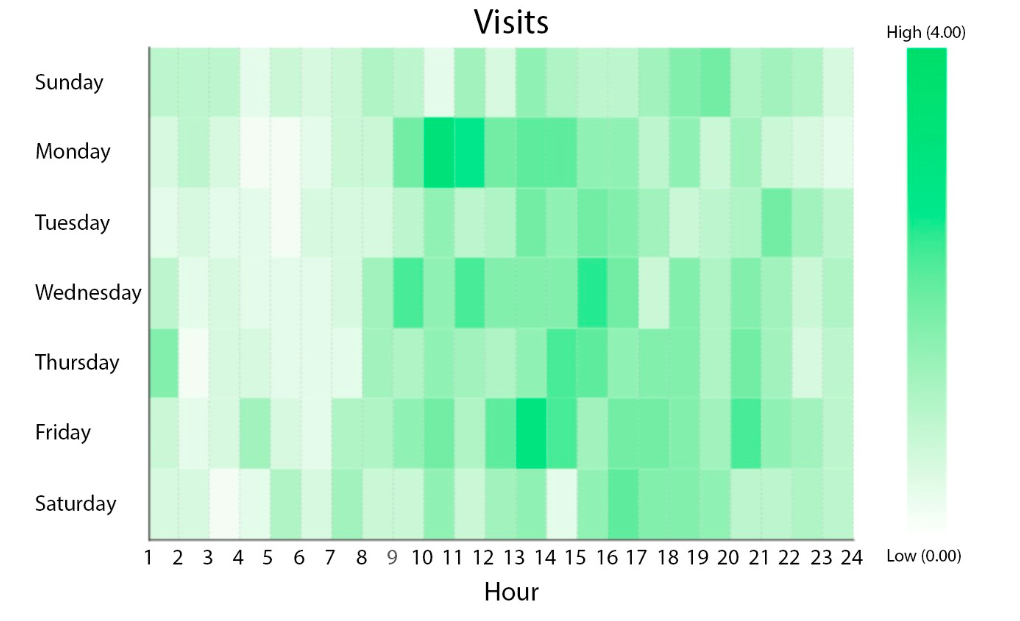 Visits
High (4.00)
Sunday
Monday
Tuesday
Wednesday
Thursday
Friday
Saturday
1 2 3 4 5 6 7 8 9 10 11 12 13 14 15 16 17 18 19 20 21 22 23 24
Low (0.00)
Hour